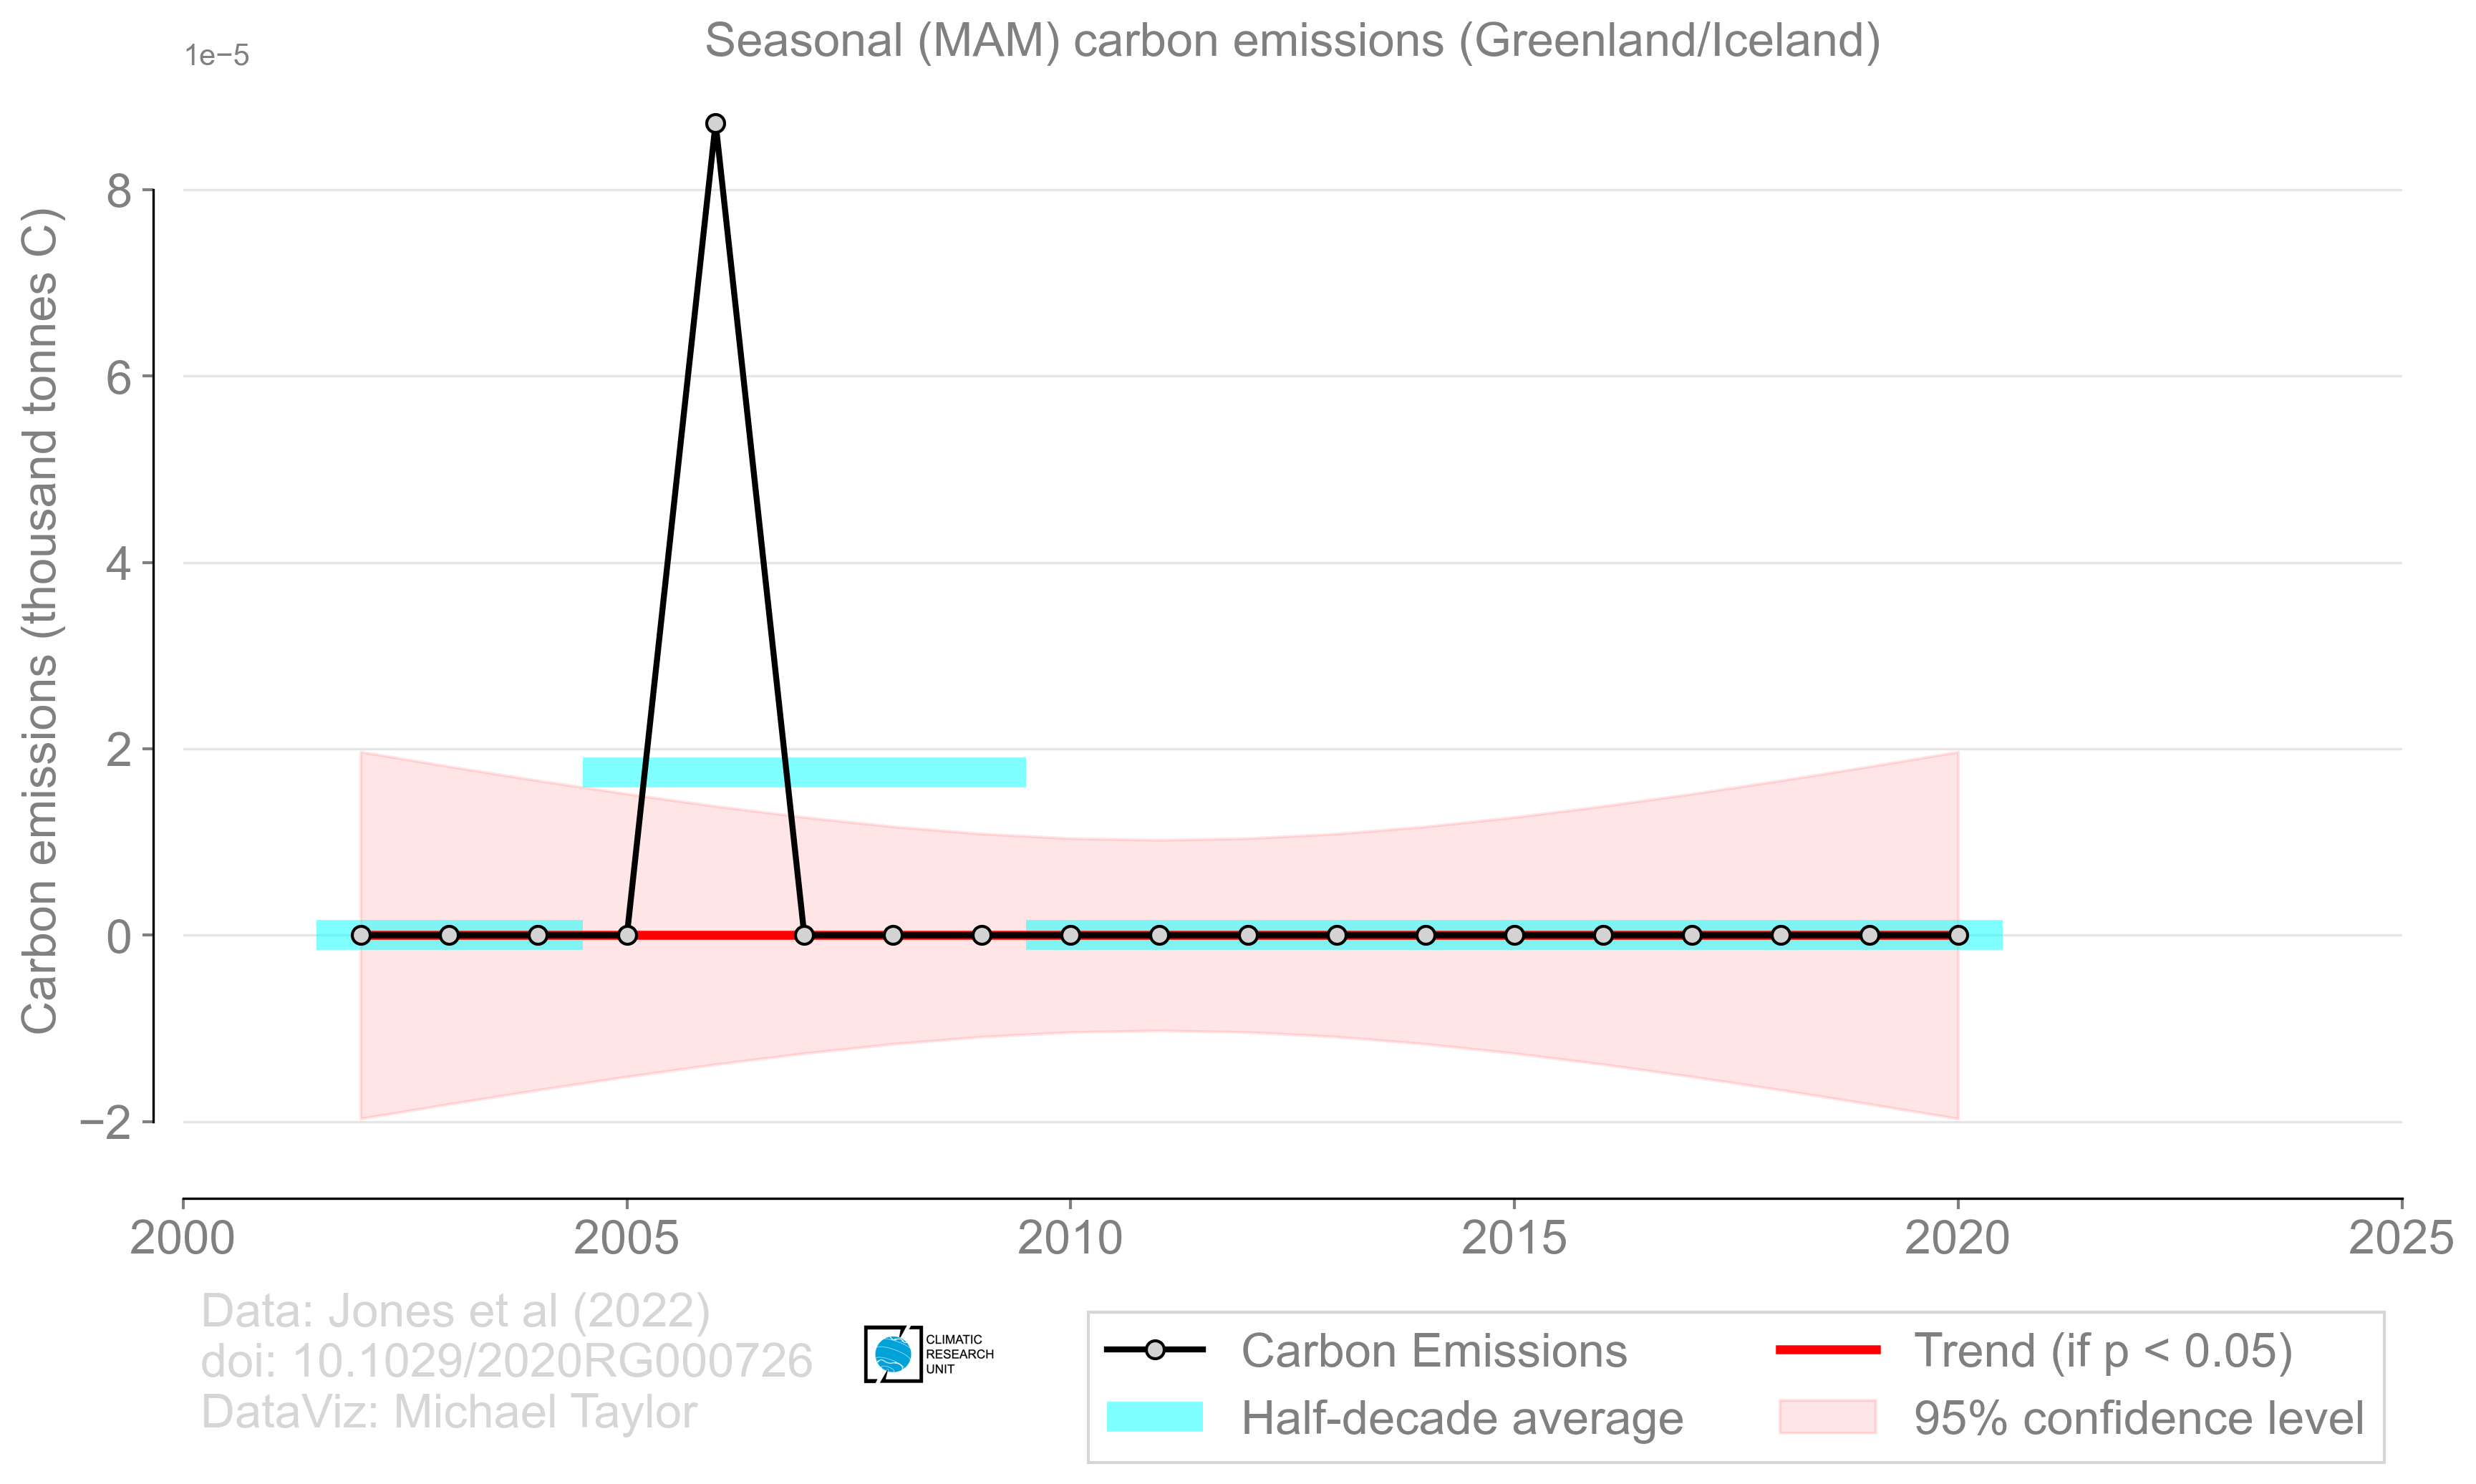 Seasonal (MAM) carbon emissions (Greenland/Iceland)
1e−5
Carbon emissions (thousand tonnes C)
8
6
4
2
0
−2
2000
2005
2010
2015
2020
2025
Data: Jones et al (2022)
doi: 10.1029/2020RG000726
DataViz: Michael Taylor
CLIMATIC
RESEARCH
UNIT
Carbon Emissions
Half-decade average
Trend (if p < 0.05)
95% confidence level